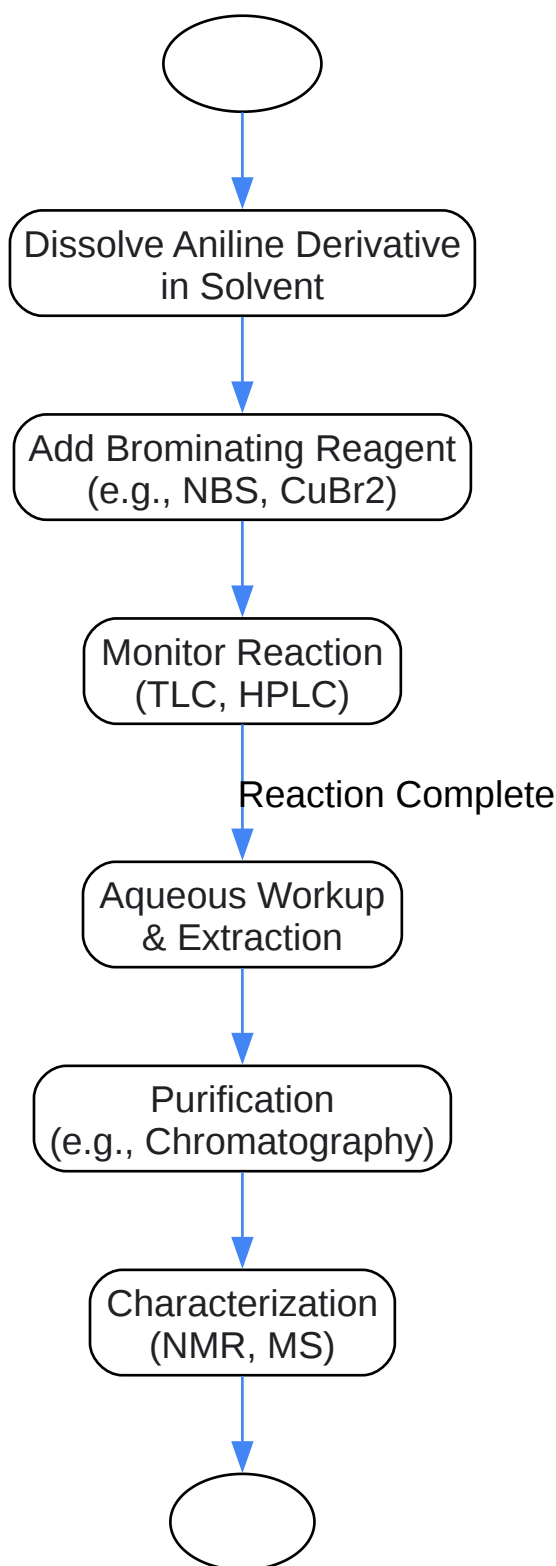 Dissolve Aniline Derivative
in Solvent
Add Brominating Reagent
(e.g., NBS, CuBr2)
Monitor Reaction
(TLC, HPLC)
Reaction Complete
Aqueous Workup
& Extraction
Purification
(e.g., Chromatography)
Characterization
(NMR, MS)